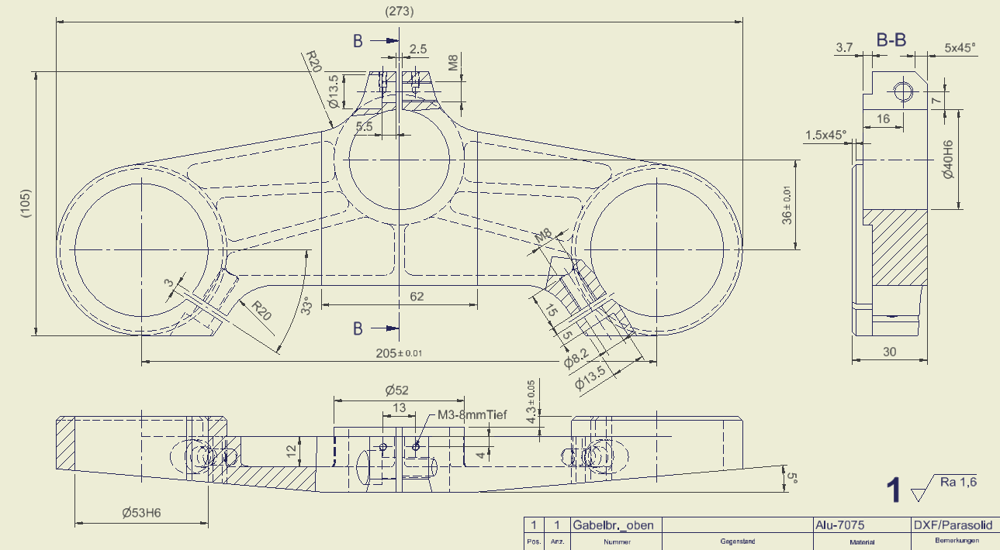 (273)
B
2.5
M8
R20
Ø13.5
5.5
(105)
36±0.01
M8
3
33°
R20
62
15
5
Ø8.2
Ø13.5
B
205±0.01
B-B
3.7
5x45°
7
16
1.5x45°
Ø40H6
30
Ø52
13
M3-8mmTief
4.3±0.05
12
4
5°
Ø53H6
1 Ra 1,6
1 1 Gabelbr._oben Alu-7075 DXF/Parasolid
Pos. Anz. Nummer Gegenstand Material Bemerkungen